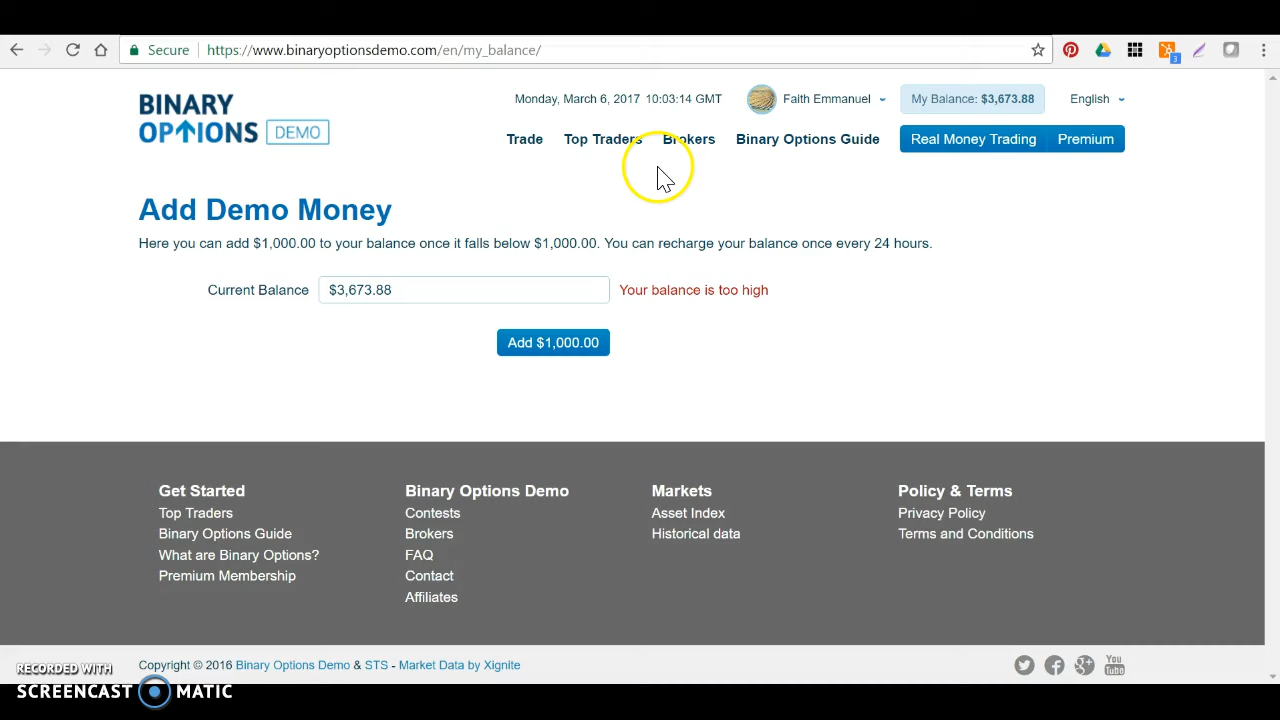 Secure https://www.binaryoptionsdemo.com/en/my_balance/
3
BINARY
OPTIONS DEMO
Monday, March 6, 2017 10:03:14 GMT
Faith Emmanuel
My Balance: $3,673.88
English
Trade Top Traders Brokers Binary Options Guide Real Money Trading Premium
Add Demo Money
Here you can add $1,000.00 to your balance once it falls below $1,000.00. You can recharge your balance once every 24 hours.
Current Balance $3,673.88 Your balance is too high
Add $1,000.00
Get Started
Top Traders
Binary Options Guide
What are Binary Options?
Premium Membership
Binary Options Demo
Contests
Brokers
FAQ
Contact
Affiliates
Markets
Asset Index
Historical data
Policy & Terms
Privacy Policy
Terms and Conditions
Copyright © 2016 Binary Options Demo & STS - Market Data by Xignite
You
Tube
RECORDED WITH
SCREENCAST MATIC